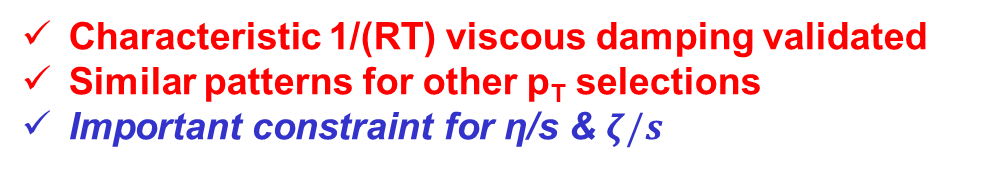 ✓ Characteristic 1/(RT) viscous damping validated
✓ Similar patterns for other pT selections
✓ Important constraint for η/s & ζ/s